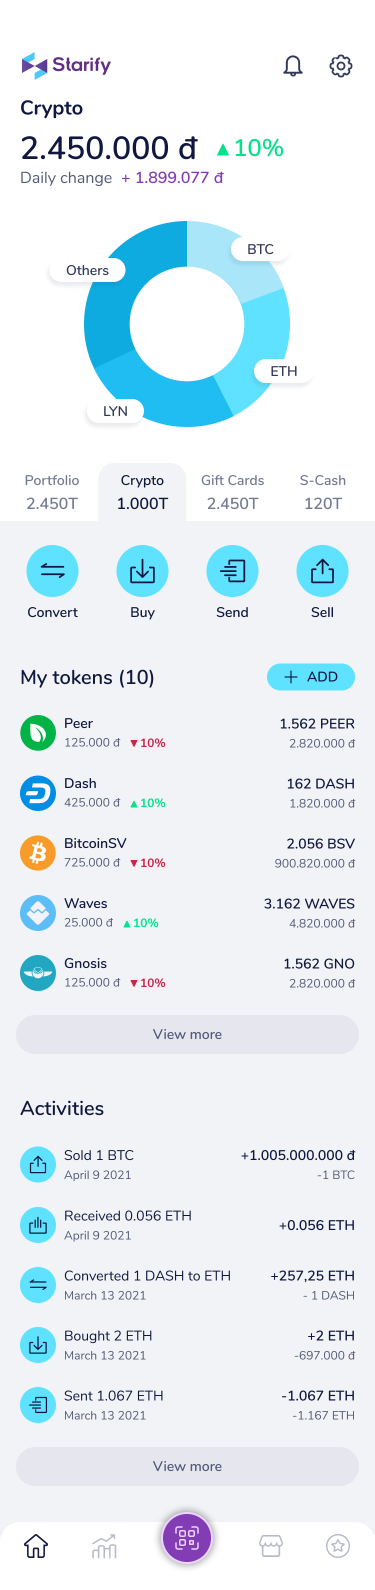 Starify
Crypto
2.450.000 đ ▲10%
Daily change + 1.899.077 đ
BTC
Others
ETH
LYN
Portfolio Crypto Gift Cards S-Cash
2.450T 1.000T 2.450T 120T
Convert Buy Send Sell
My tokens (10) + ADD
Peer 1.562 PEER
125.000 đ ▼10% 2.820.000 đ
Dash 162 DASH
425.000 đ ▲10% 1.820.000 đ
BitcoinSV 2.056 BSV
725.000 đ ▼10% 900.820.000 đ
Waves 3.162 WAVES
25.000 đ ▲10% 4.820.000 đ
Gnosis 1.562 GNO
125.000 đ ▼10% 2.820.000 đ
View more
Activities
Sold 1 BTC +1.005.000.000 đ
April 9 2021 -1 BTC
Received 0.056 ETH +0.056 ETH
April 9 2021
Converted 1 DASH to ETH +257,25 ETH
March 13 2021 - 1 DASH
Bought 2 ETH +2 ETH
March 13 2021 -697.000 đ
Sent 1.067 ETH -1.067 ETH
March 13 2021 -1.167 ETH
View more